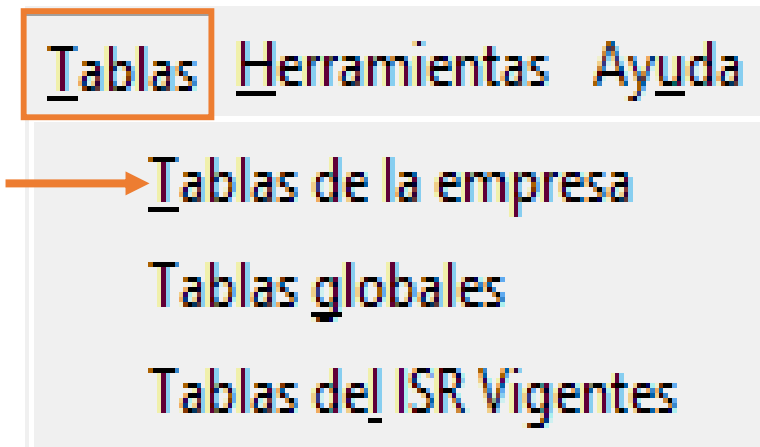 Tablas Herramientas Ayuda
Tablas de la empresa
Tablas globales
Tablas del ISR Vigentes